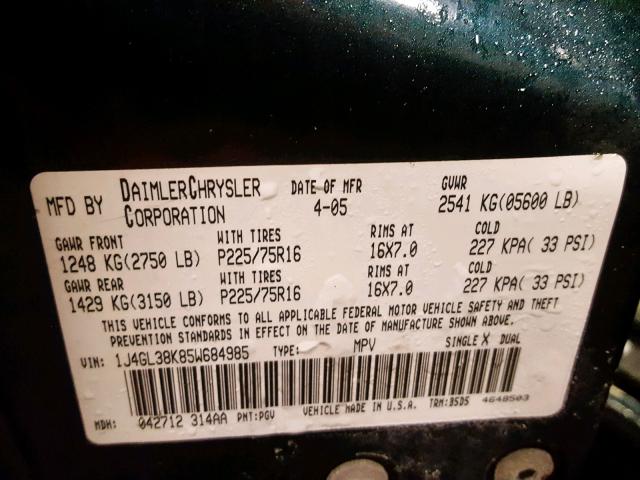 MFD BY DAIMLERCHRYSLER CORPORATION DATE OF MFR 4-05 GVWR 2541 KG(05600 LB)
GAWR FRONT WITH TIRES RIMS AT COLD
1248 KG(2750 LB) P225/75R16 16X7.0 227 KPA( 33 PSI)
GAWR REAR WITH TIRES RIMS AT COLD
1429 KG(3150 LB) P225/75R16 16X7.0 227 KPA( 33 PSI)
THIS VEHICLE CONFORMS TO ALL APPLICABLE FEDERAL MOTOR VEHICLE SAFETY AND THEFT
PREVENTION STANDARDS IN EFFECT ON THE DATE OF MANUFACTURE SHOWN ABOVE.
VIN: 1J4GL38K85W684985 TYPE: MPV SINGLE X DUAL
MDH: 042712 314AA PNT:PGV VEHICLE MADE IN U.S.A. TRM:B5D5 4648503